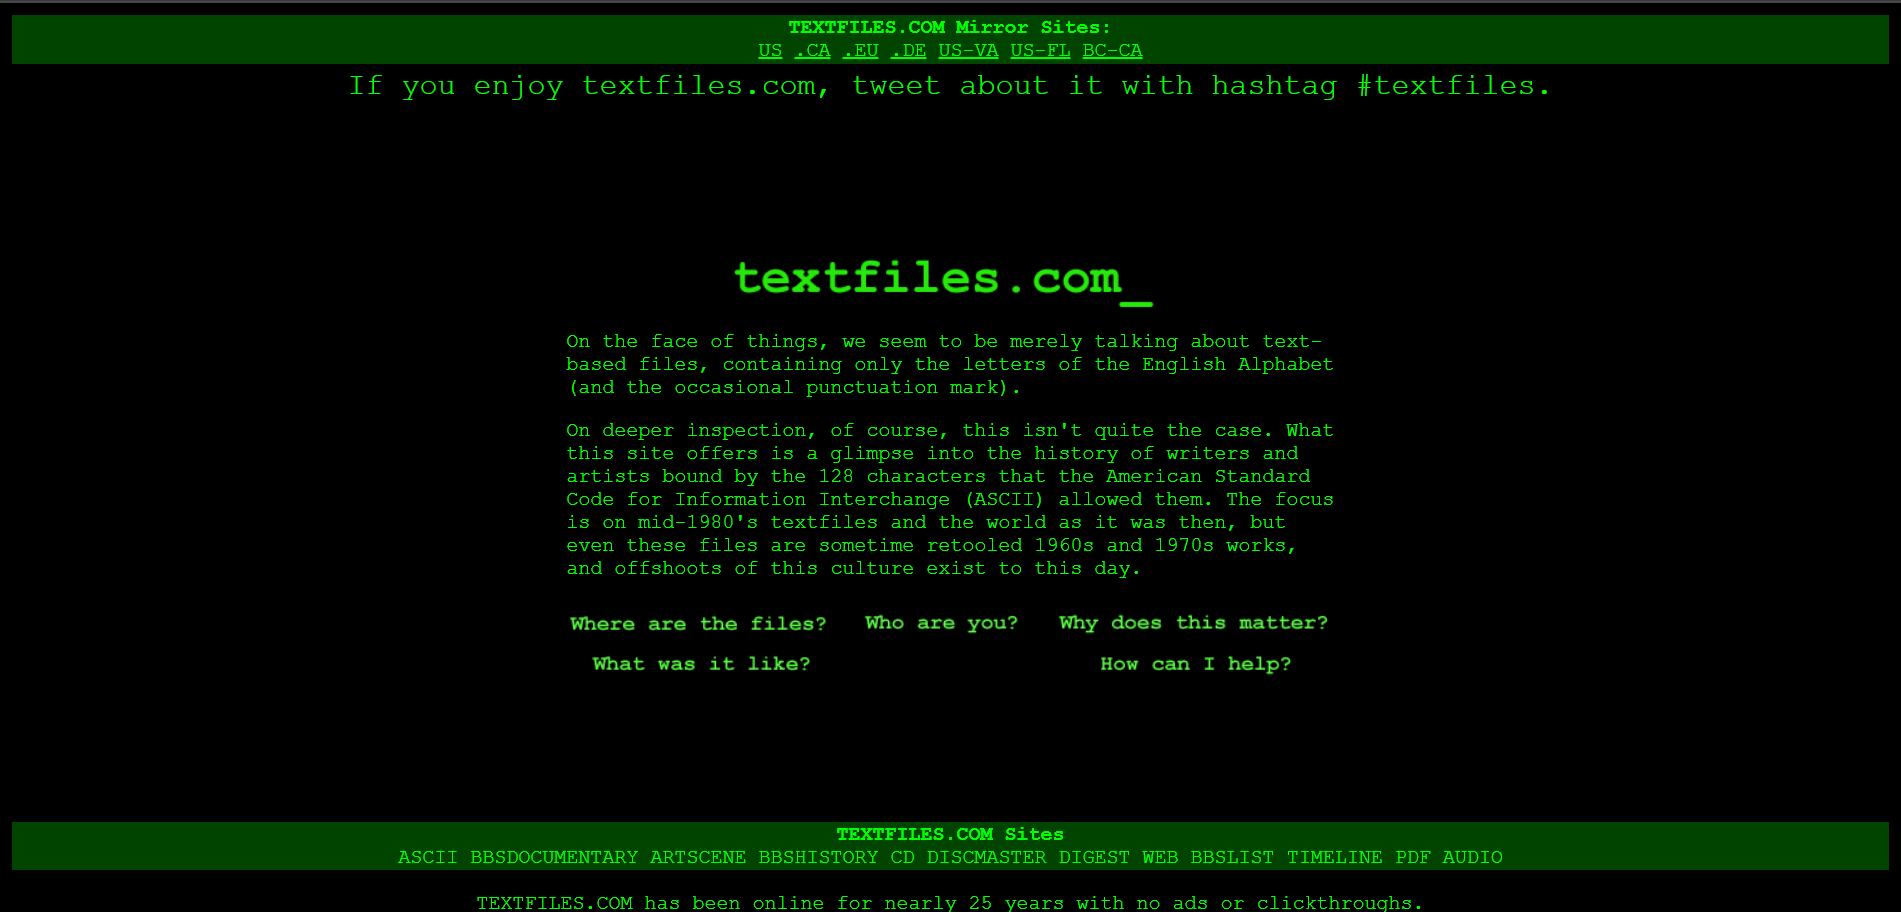 TEXTFILES.COM Mirror Sites:
US .CA .EU .DE US-VA US-FL BC-CA
If you enjoy textfiles.com, tweet about it with hashtag #textfiles.
textfiles.com_
On the face of things, we seem to be merely talking about text-
based files, containing only the letters of the English Alphabet
(and the occasional punctuation mark).
On deeper inspection, of course, this isn't quite the case. What
this site offers is a glimpse into the history of writers and
artists bound by the 128 characters that the American Standard
Code for Information Interchange (ASCII) allowed them. The focus
is on mid-1980's textfiles and the world as it was then, but
even these files are sometime retooled 1960s and 1970s works,
and offshoots of this culture exist to this day.
Where are the files? Who are you? Why does this matter?
What was it like? How can I help?
TEXTFILES.COM Sites
ASCII BBSDOCUMENTARY ARTSCENE BBSHISTORY CD DISCMASTER DIGEST WEB BBSLIST TIMELINE PDF AUDIO
TEXTFILES.COM has been online for nearly 25 years with no ads or clickthroughs.